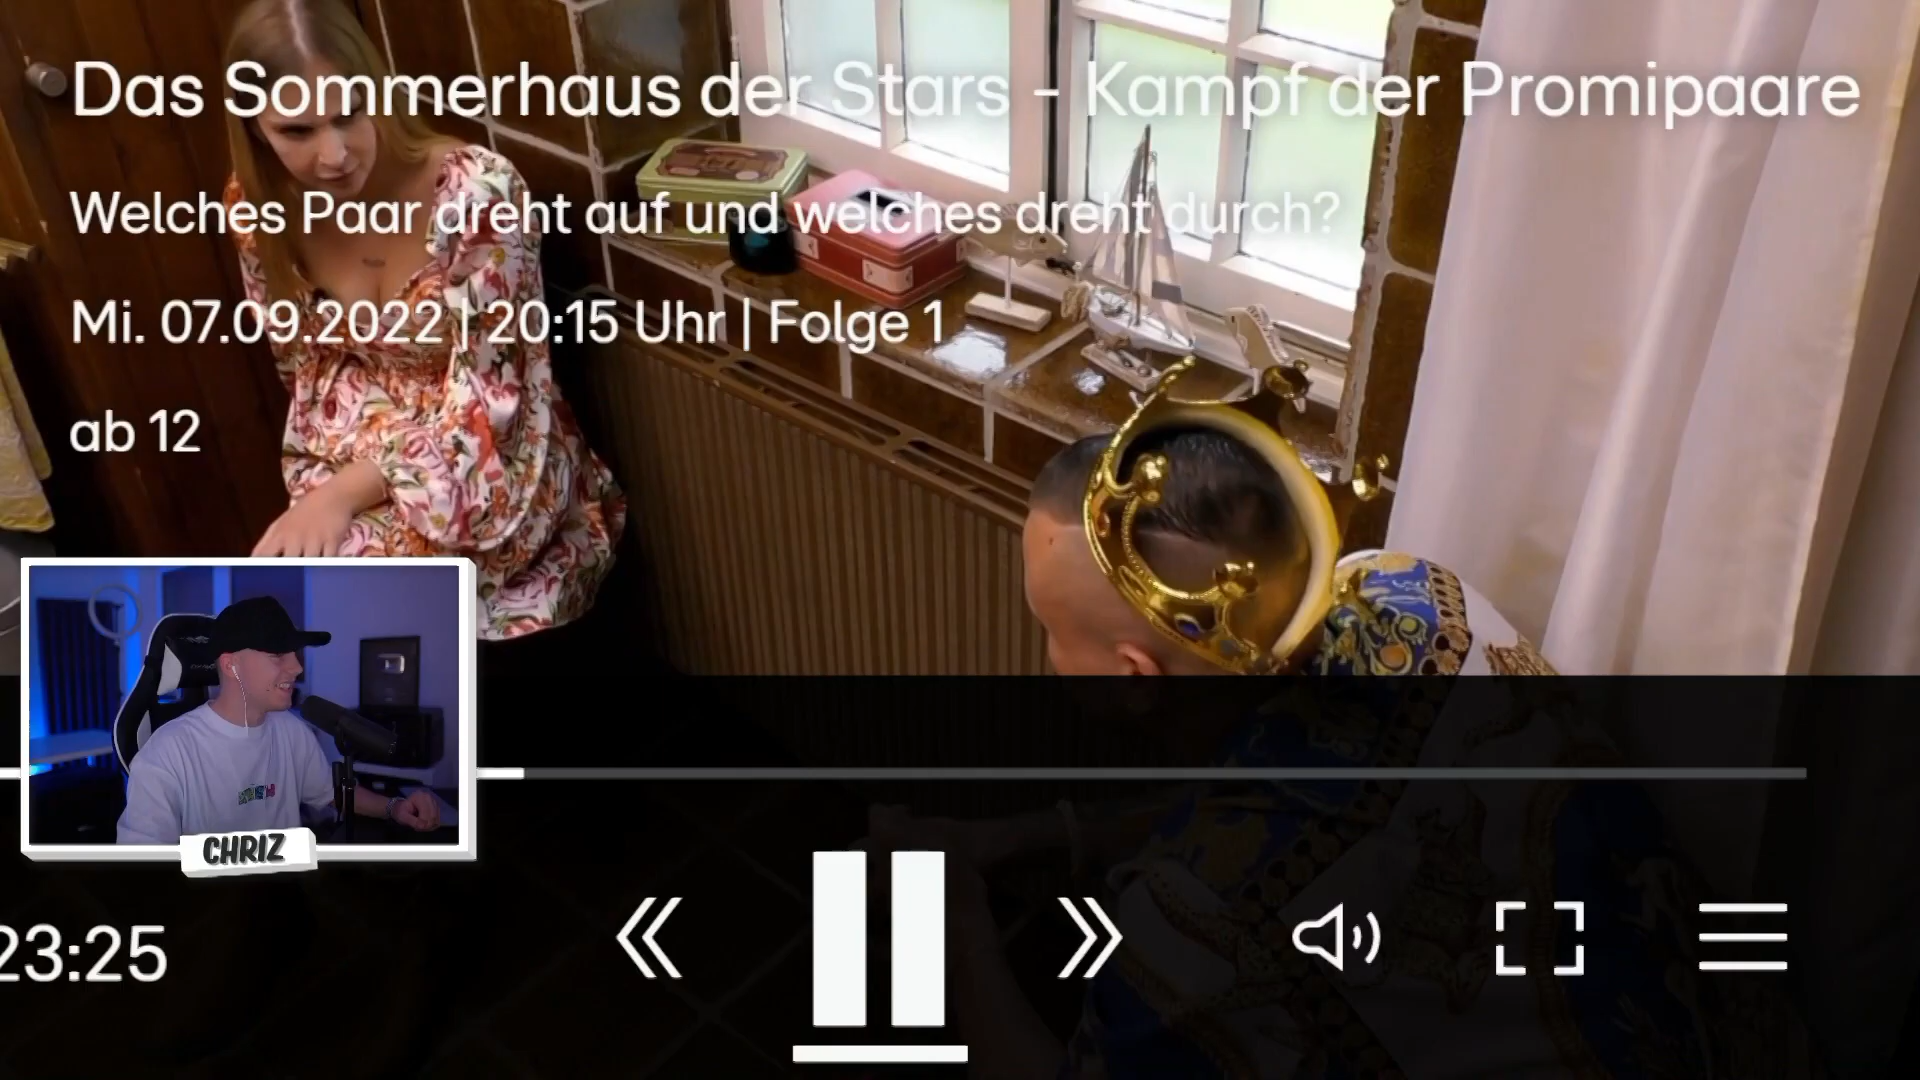 Das Sommerhaus der Stars - Kampf der Promipaare
Welches Paar dreht auf und welches dreht durch?
Mi. 07.09.2022 | 20:15 Uhr | Folge 1
ab 12
CHRIZ
23:25